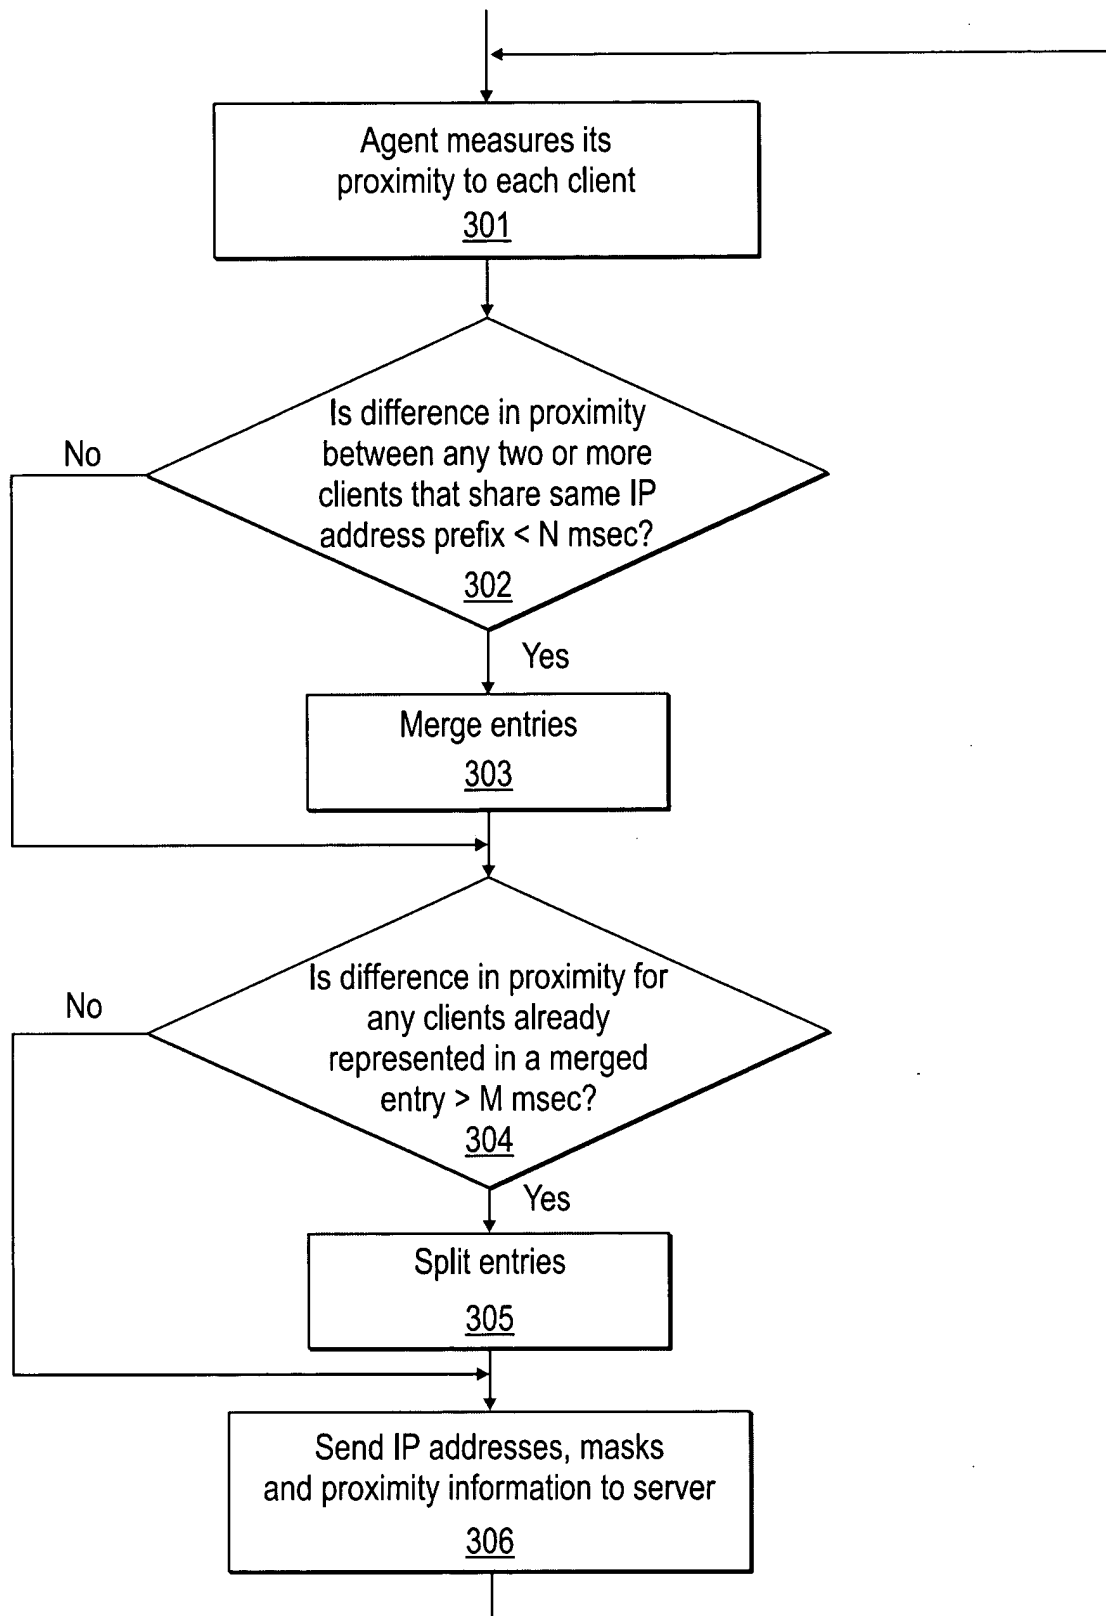 Agent measures its
proximity to each client
301
Is difference in proximity
between any two or more
clients that share same IP
address prefix < N msec?
302
No
Yes
Merge entries
303
Is difference in proximity for
any clients already
represented in a merged
entry > M msec?
304
No
Yes
Split entries
305
Send IP addresses, masks
and proximity information to server
306